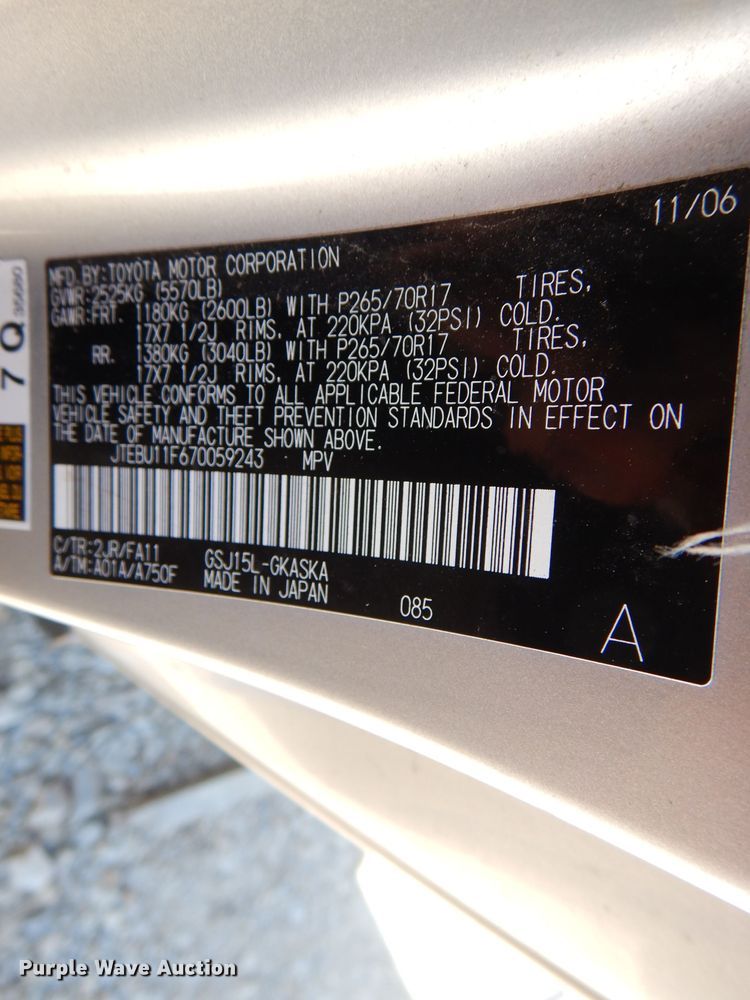 11/06
MFD.BY:TOYOTA MOTOR CORPORATION
GVWR:2525KG (5570LB)
GAWR:FRT. 1180KG (2600LB) WITH P265/70R17 TIRES,
17X7 1/2J RIMS, AT 220KPA (32PSI) COLD.
RR. 1380KG (3040LB) WITH P265/70R17 TIRES,
17X7 1/2J RIMS, AT 220KPA (32PSI) COLD.
THIS VEHICLE CONFORMS TO ALL APPLICABLE FEDERAL MOTOR
VEHICLE SAFETY AND THEFT PREVENTION STANDARDS IN EFFECT ON
THE DATE OF MANUFACTURE SHOWN ABOVE.
JTEBU11F670059243 MPV
C/TR:2JR/FA11 GSJ15L-GKASKA
A/TM:A01A/A750F MADE IN JAPAN
085
A
7 Q
Purple Wave Auction